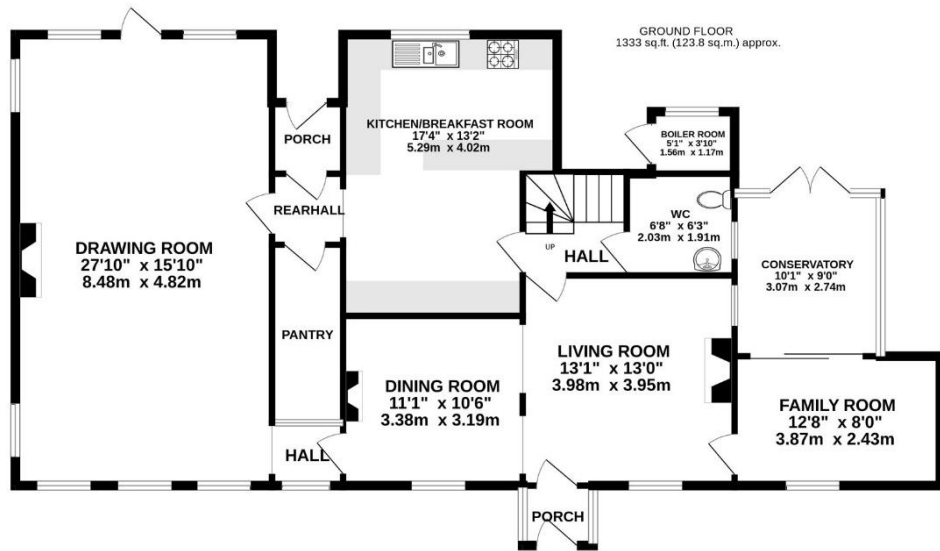 GROUND FLOOR
1333 sq.ft. (123.8 sq.m.) approx.
PORCH
KITCHEN/BREAKFAST ROOM
17'4" x 13'2"
5.29m x 4.02m
BOILER ROOM
5'1" x 3'10"
1.56m x 1.17m
REARHALL
DRAWING ROOM
27'10" x 15'10"
8.48m x 4.82m
UP
HALL
WC
6'8" x 6'3"
2.03m x 1.91m
CONSERVATORY
10'1" x 9'0"
3.07m x 2.74m
PANTRY
DINING ROOM
11'1" x 10'6"
3.38m x 3.19m
LIVING ROOM
13'1" x 13'0"
3.98m x 3.95m
FAMILY ROOM
12'8" x 8'0"
3.87m x 2.43m
HALL
PORCH